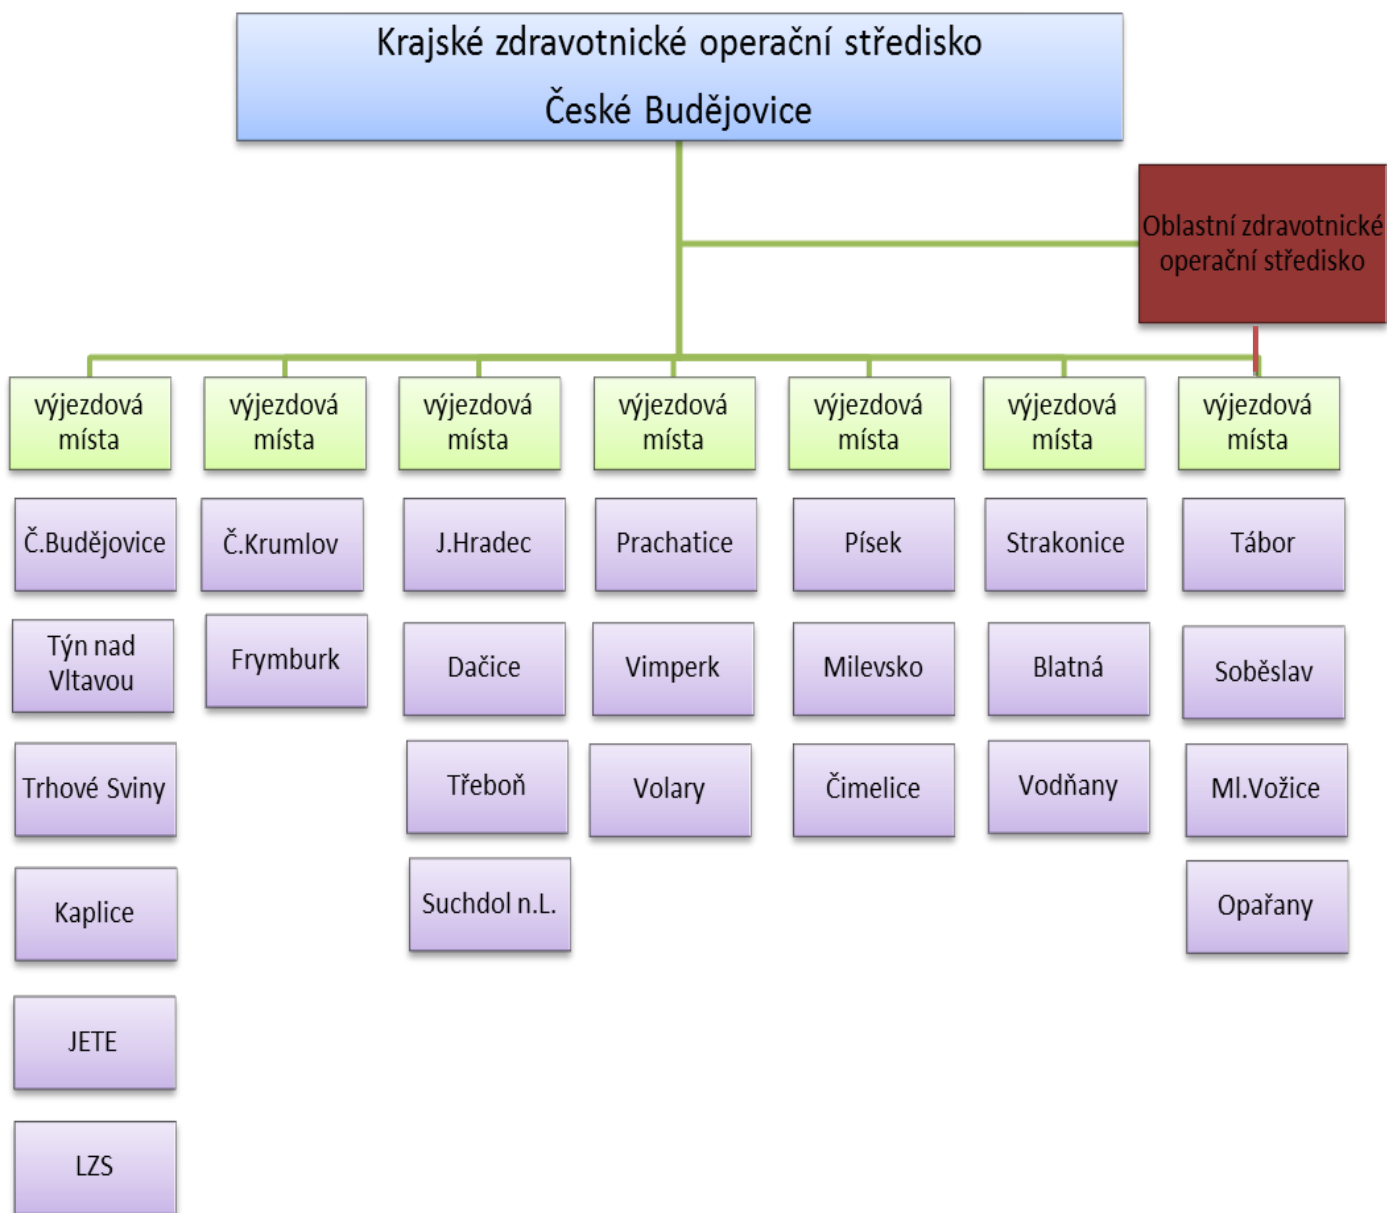 Krajské zdravotnické operační středisko
České Budějovice
Oblastní zdravotnické
operační středisko
výjezdová
místa
výjezdová
místa
výjezdová
místa
výjezdová
místa
výjezdová
místa
výjezdová
místa
výjezdová
místa
Č.Budějovice
Týn nad
Vltavou
Trhové Sviny
Kaplice
JETE
LZS
Č.Krumlov
Frymburk
J.Hradec
Dačice
Třeboň
Suchdol n.L.
Prachatice
Vimperk
Volary
Písek
Milevsko
Čimelice
Strakonice
Blatná
Vodňany
Tábor
Soběslav
Ml.Vožice
Opařany